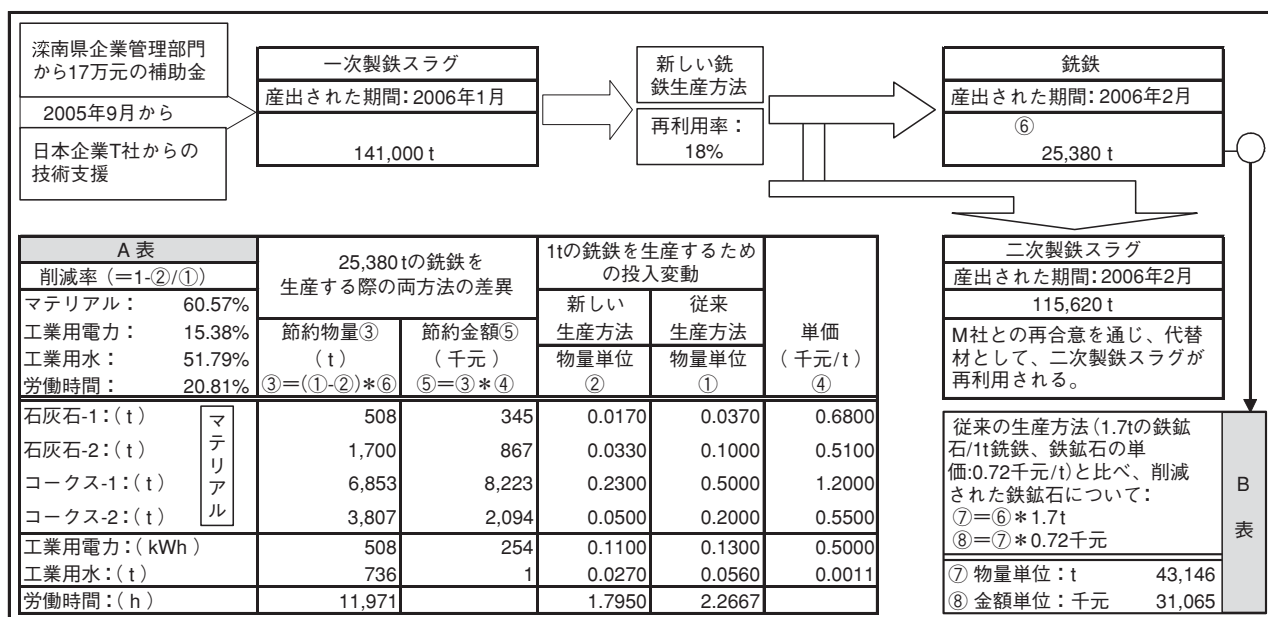 滦南県企業管理部門
から17万元の補助金
2005年9月から
日本企業T社からの
技術支援
一次製鉄スラグ
産出された期間：2006年1月
141,000 t
新しい銑
鉄生産方法
再利用率：
18%
銑鉄
産出された期間：2006年2月
⑥
25,380 t
二次製鉄スラグ
産出された期間：2006年2月
115,620 t
M社との再合意を通じ、代替
材として、二次製鉄スラグが
再利用される。
A 表
削減率（＝1-②/①）
マテリアル： 60.57%
工業用電力： 15.38%
工業用水： 51.79%
労働時間： 20.81%
25,380 tの銑鉄を
生産する際の両方法の差異
1tの銑鉄を生産するため
の投入変動
節約物量③ 節約金額⑤ 新しい 従来 単価
（t） （千元） 生産方法 生産方法 （千元/t）
③＝(①-②)＊⑥ ⑤＝③＊④ 物量単位 物量単位 ④
② ①
マテリアル
石灰石-1：(t) 508 345 0.0170 0.0370 0.6800
石灰石-2：(t) 1,700 867 0.0330 0.1000 0.5100
コークス-1：(t) 6,853 8,223 0.2300 0.5000 1.2000
コークス-2：(t) 3,807 2,094 0.0500 0.2000 0.5500
工業用電力：(kWh) 508 254 0.1100 0.1300 0.5000
工業用水：(t) 736 1 0.0270 0.0560 0.0011
労働時間：(h) 11,971 1.7950 2.2667
従来の生産方法（1.7tの鉄鉱
石/1t銑鉄、鉄鉱石の単
価:0.72千元/t）と比べ、削減
された鉄鉱石について：
⑦＝⑥＊1.7t
⑧＝⑦＊0.72千元
⑦ 物量単位：t 43,146
⑧ 金額単位：千元 31,065
B
表